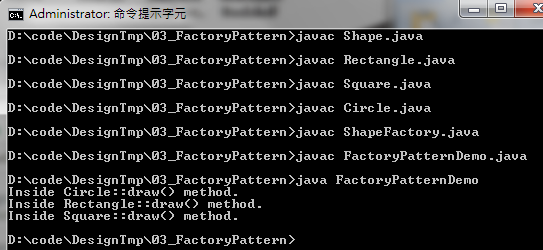 Administrator: 命令提示字元
D:\code\DesignTmp\03_FactoryPattern>javac Shape.java
D:\code\DesignTmp\03_FactoryPattern>javac Rectangle.java
D:\code\DesignTmp\03_FactoryPattern>javac Square.java
D:\code\DesignTmp\03_FactoryPattern>javac Circle.java
D:\code\DesignTmp\03_FactoryPattern>javac ShapeFactory.java
D:\code\DesignTmp\03_FactoryPattern>javac FactoryPatternDemo.java
D:\code\DesignTmp\03_FactoryPattern>java FactoryPatternDemo
Inside Circle::draw() method.
Inside Rectangle::draw() method.
Inside Square::draw() method.
D:\code\DesignTmp\03_FactoryPattern>